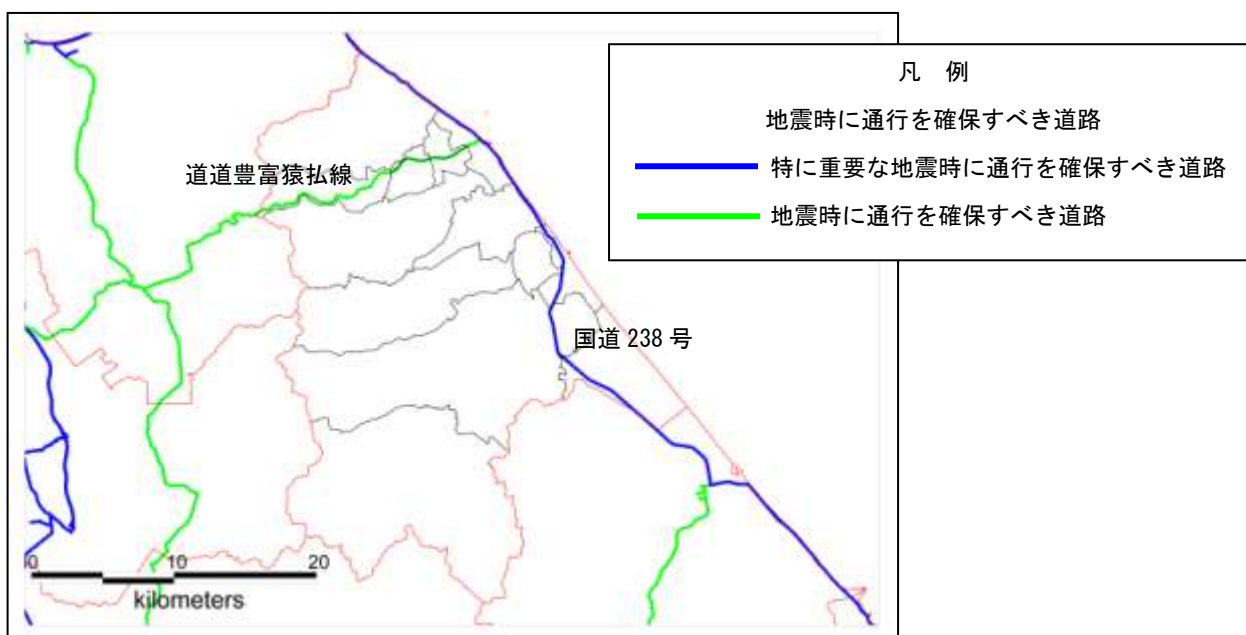 凡 例
地震時に通行を確保すべき道路
特に重要な地震時に通行を確保すべき道路
地震時に通行を確保すべき道路
道道豊富猿払線
国道 238 号
0 10 20
kilometers